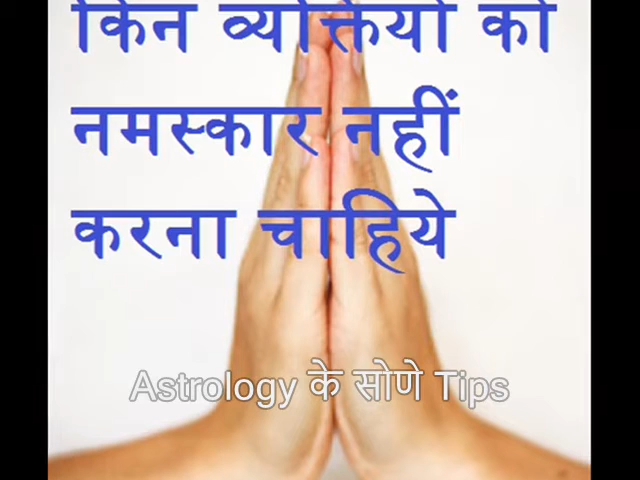 किन व्यक्तियों को
नमस्कार नहीं
करना चाहिये
Astrology के सोणे Tips